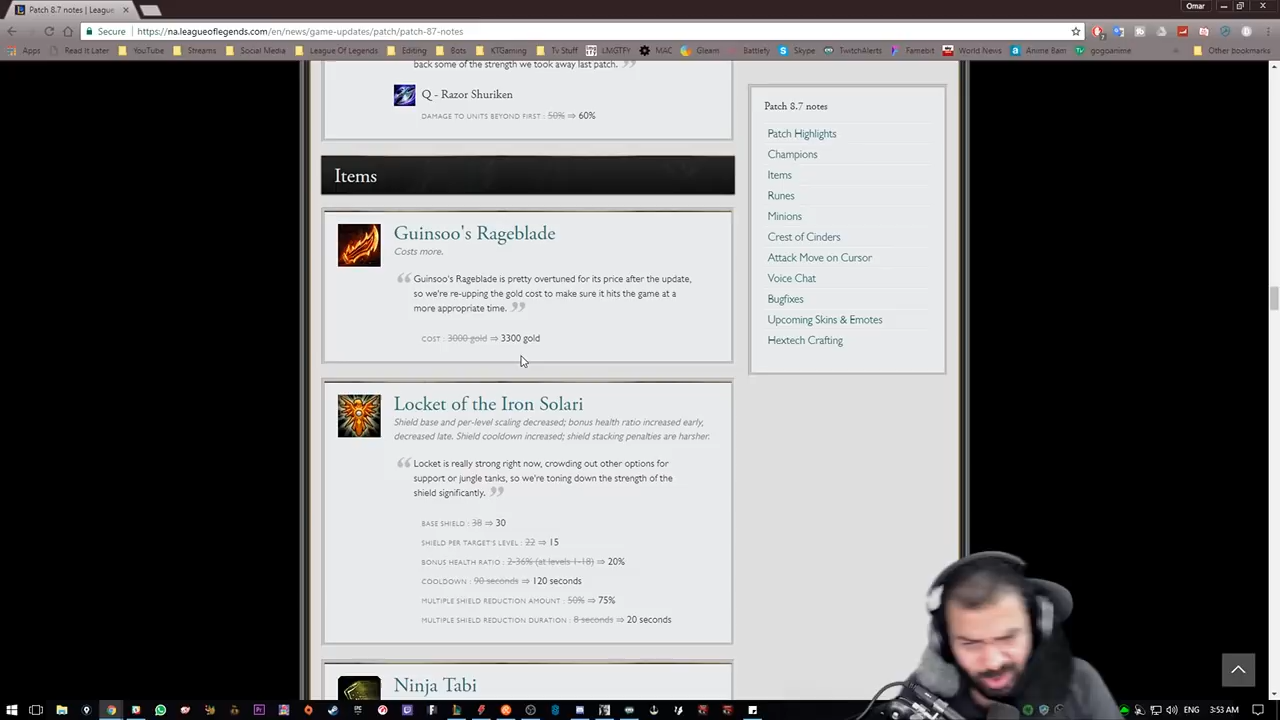 Patch 8.7 notes | League
Omar
Secure
https://na.leagueoflegends.com/en/news/game-updates/patch/patch-87-notes
Apps
Read It Later
YouTube
Streams
Social Media
League Of Legends
Editing
Bots
KTGaming
Tv Stuff
LMGTFY
MAC
Gleam
Battlefy
Skype
TwitchAlerts
Famebit
World News
Anime Bam
gogoanime
Other bookmarks
back some of the strength we took away last patch.
Q - Razor Shuriken
DAMAGE TO UNITS BEYOND FIRST : 50% ⇒ 60%
Items
Guinsoo's Rageblade
Costs more.
Guinsoo's Rageblade is pretty overtuned for its price after the update,
so we're re-upping the gold cost to make sure it hits the game at a
more appropriate time.
COST : 3000 gold ⇒ 3300 gold
Locket of the Iron Solari
Shield base and per-level scaling decreased; bonus health ratio increased early,
decreased late. Shield cooldown increased; shield stacking penalties are harsher.
Locket is really strong right now, crowding out other options for
support or jungle tanks, so we're toning down the strength of the
shield significantly.
BASE SHIELD : 38 ⇒ 30
SHIELD PER TARGET'S LEVEL : 22 ⇒ 15
BONUS HEALTH RATIO : 2-36% (at levels 1-18) ⇒ 20%
COOLDOWN : 90 seconds ⇒ 120 seconds
MULTIPLE SHIELD REDUCTION AMOUNT : 50% ⇒ 75%
MULTIPLE SHIELD REDUCTION DURATION : 8 seconds ⇒ 20 seconds
Ninja Tabi
Patch 8.7 notes
Patch Highlights
Champions
Items
Runes
Minions
Crest of Cinders
Attack Move on Cursor
Voice Chat
Bugfixes
Upcoming Skins & Emotes
Hextech Crafting
ENG
3:53 AM